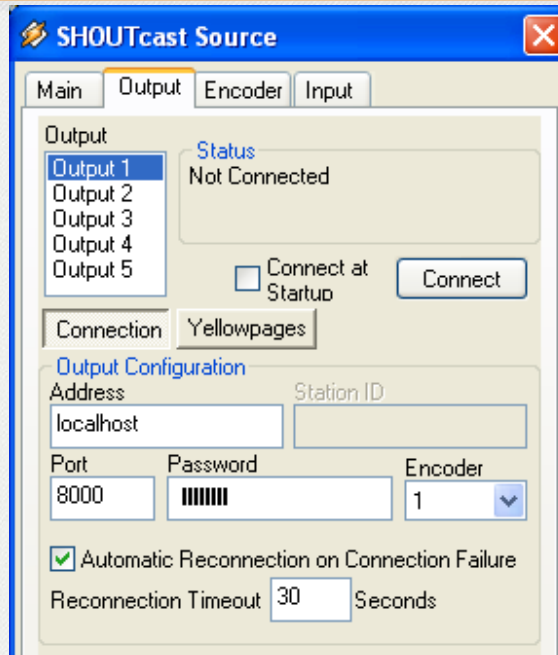 SHOUTcast Source
Main Output Encoder Input
Output
Output 1
Output 2
Output 3
Output 4
Output 5
Status
Not Connected
Connect at
Startup
Connect
Connection Yellowpages
Output Configuration
Address Station ID
localhost
Port Password Encoder
8000 1
Automatic Reconnection on Connection Failure
Reconnection Timeout 30 Seconds